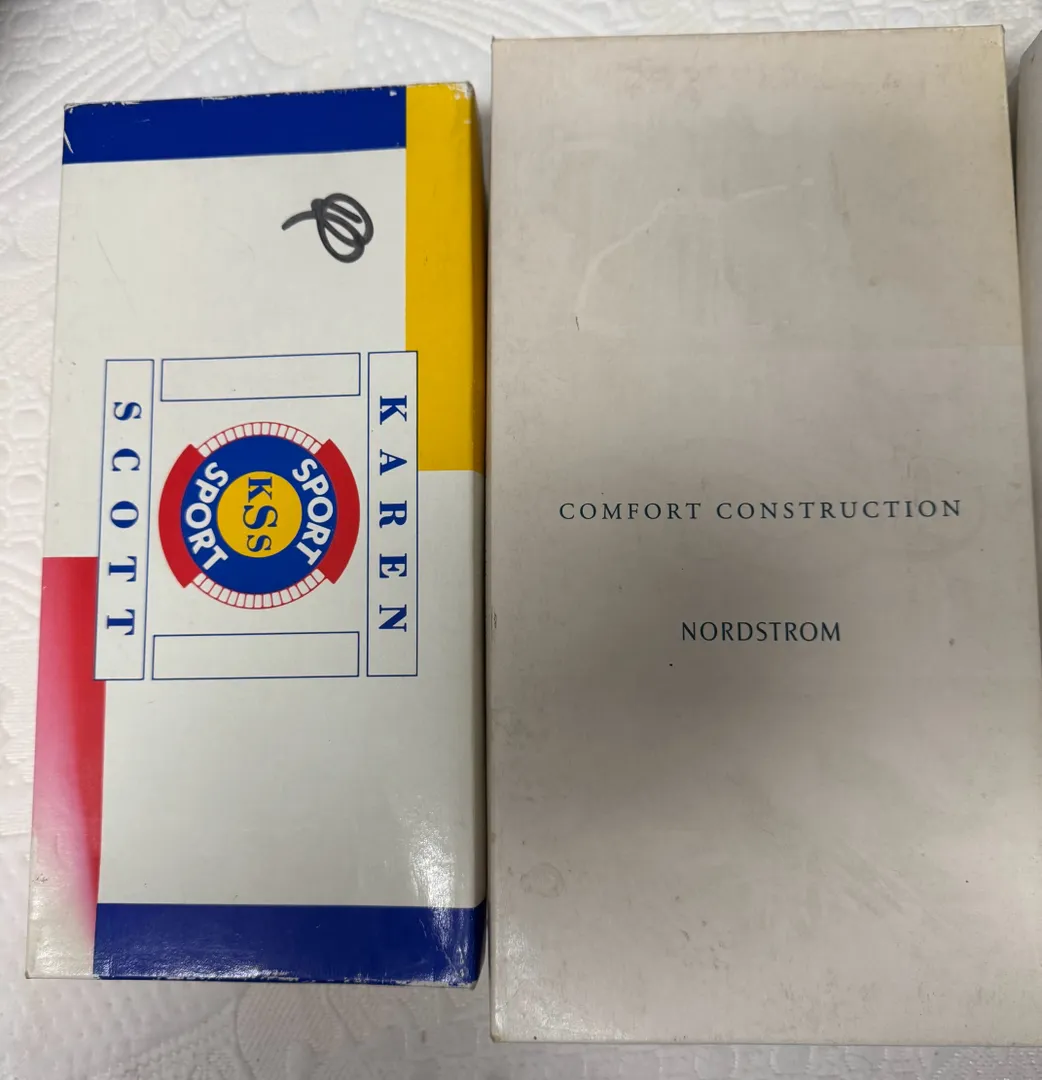 KAREN
SCOTT
SPORT
KSS
SPORT
COMFORT CONSTRUCTION
NORDSTROM